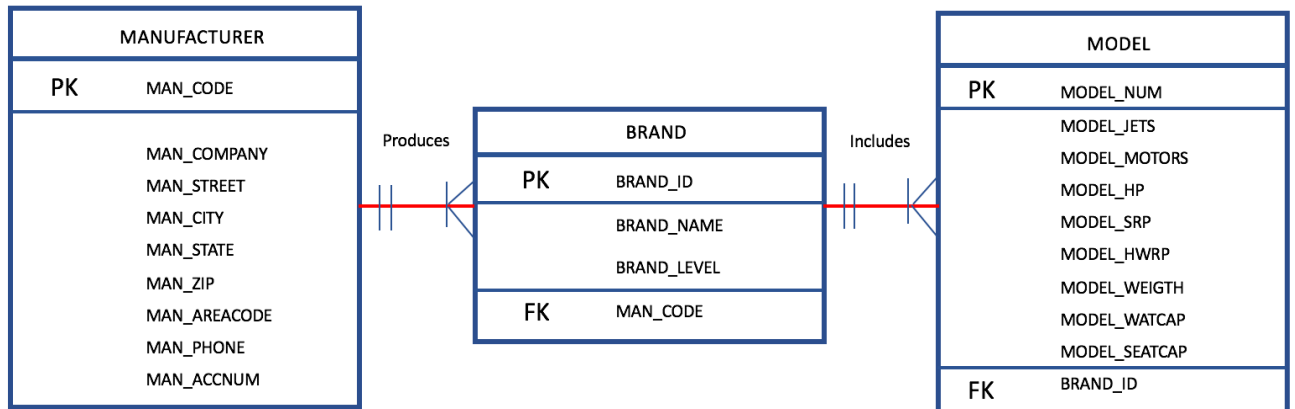 MANUFACTURER
PK MAN_CODE
MAN_COMPANY
MAN_STREET
MAN_CITY
MAN_STATE
MAN_ZIP
MAN_AREACODE
MAN_PHONE
MAN_ACCNUM
Produces
BRAND
PK BRAND_ID
BRAND_NAME
BRAND_LEVEL
FK MAN_CODE
Includes
MODEL
PK MODEL_NUM
MODEL_JETS
MODEL_MOTORS
MODEL_HP
MODEL_SRP
MODEL_HWRP
MODEL_WEIGTH
MODEL_WATCAP
MODEL_SEATCAP
FK BRAND_ID